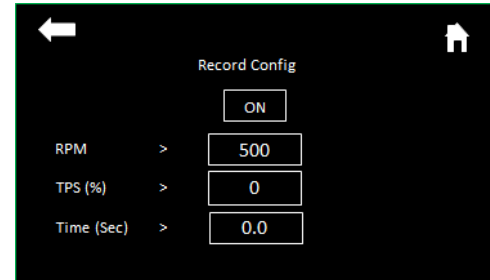 Record Config
ON
RPM > 500
TPS (%) > 0
Time (Sec) > 0.0